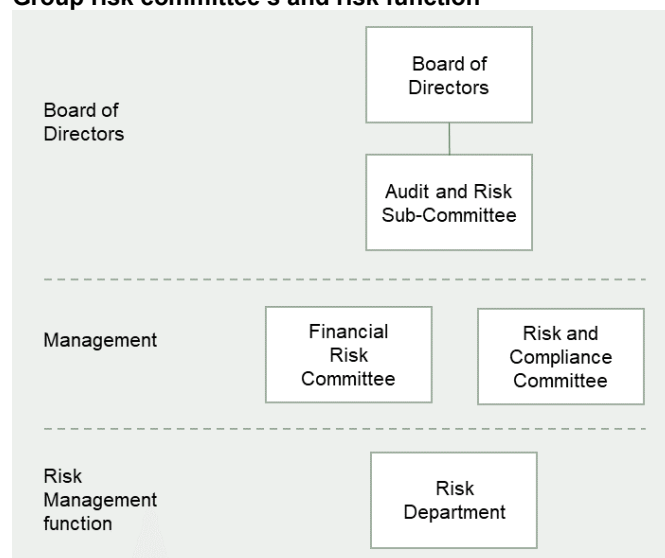 Group risk committee's and risk function
Board of
Directors
Board of
Directors
Audit and Risk
Sub-Committee
Management
Financial
Risk
Committee
Risk and
Compliance
Committee
Risk
Management
function
Risk
Department